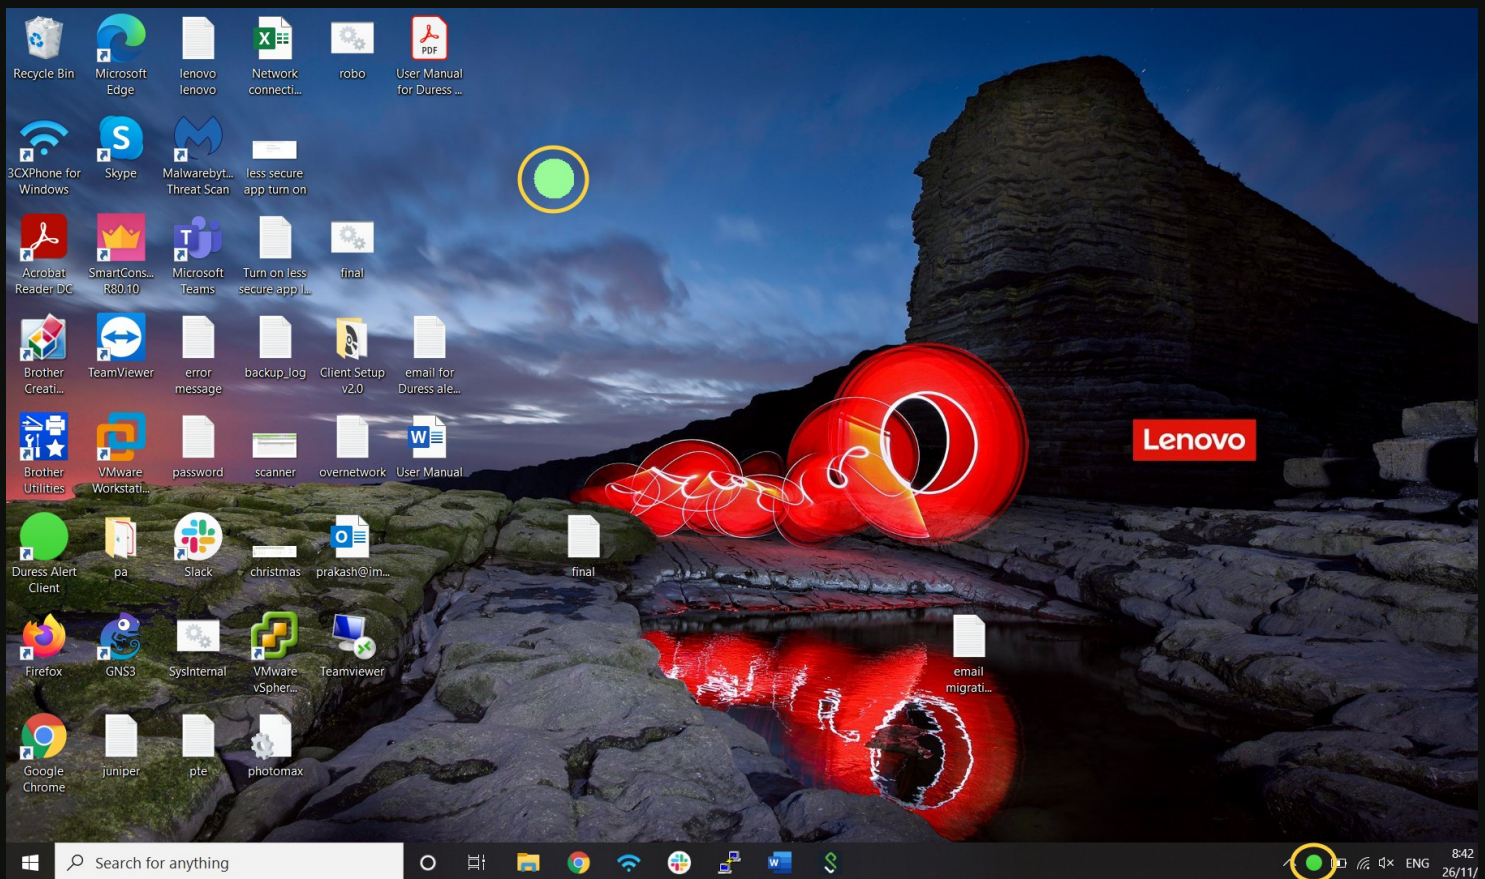 Recycle Bin
Microsoft
Edge
lenovo
lenovo
Network
connecti...
robo
User Manual
for Duress ...
PDF
3CXPhone for
Windows
Skype
Malwarebyt...
Threat Scan
less secure
app turn on
Acrobat
Reader DC
SmartCons...
R80.10
Microsoft
Teams
Turn on less
secure app l...
final
Brother
Creati...
TeamViewer
error
message
backup_log
Client Setup
v2.0
email for
Duress ale...
Lenovo
Brother
Utilities
VMware
Workstati...
password
scanner
overnetwork
User Manual
Duress Alert
Client
pa
Slack
christmas
prakash@im...
final
Firefox
GNS3
SysInternal
VMware
vSpher...
Teamviewer
email
migrati...
Google
Chrome
juniper
pte
photomax
Search for anything
ENG
8:42
26/11/